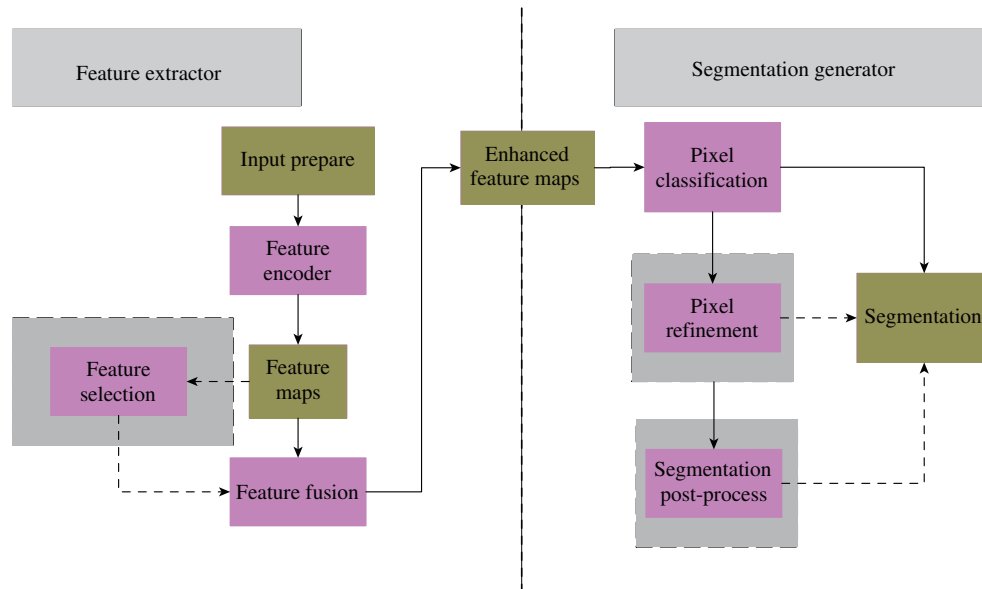 Feature extractor
Segmentation generator
Input prepare
Enhanced
feature maps
Pixel
classification
Feature
encoder
Pixel
refinement
Segmentation
Feature
selection
Feature
maps
Feature fusion
Segmentation
post-process